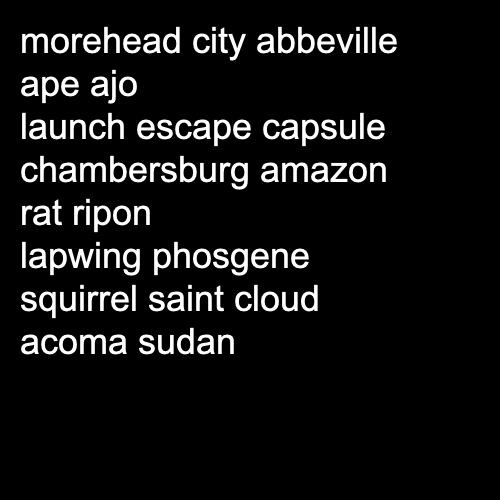 morehead city abbeville
ape ajo
launch escape capsule
chambersburg amazon
rat ripon
lapwing phosgene
squirrel saint cloud
acoma sudan